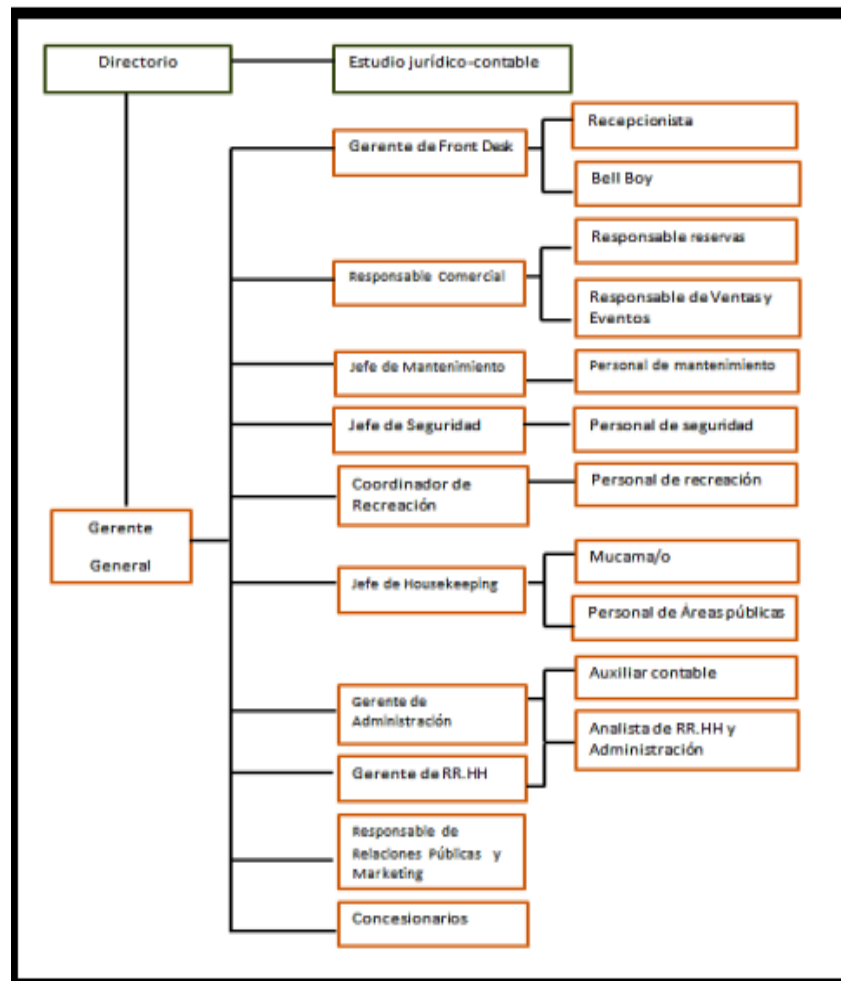 Directorio
Estudio jurídico-contable
Gerente de Front Desk
Recepcionista
Bell Boy
Responsable Comercial
Responsable reservas
Responsable de Ventas y
Eventos
Jefe de Mantenimiento
Personal de mantenimiento
Jefe de Seguridad
Personal de seguridad
Coordinador de
Recreación
Personal de recreación
Gerente
General
Jefe de Housekeeping
Mucama/o
Personal de Áreas públicas
Gerente de
Administración
Auxiliar contable
Analista de RR.HH y
Administración
Gerente de RR.HH
Responsable de
Relaciones Públicas y
Marketing
Concesionarios